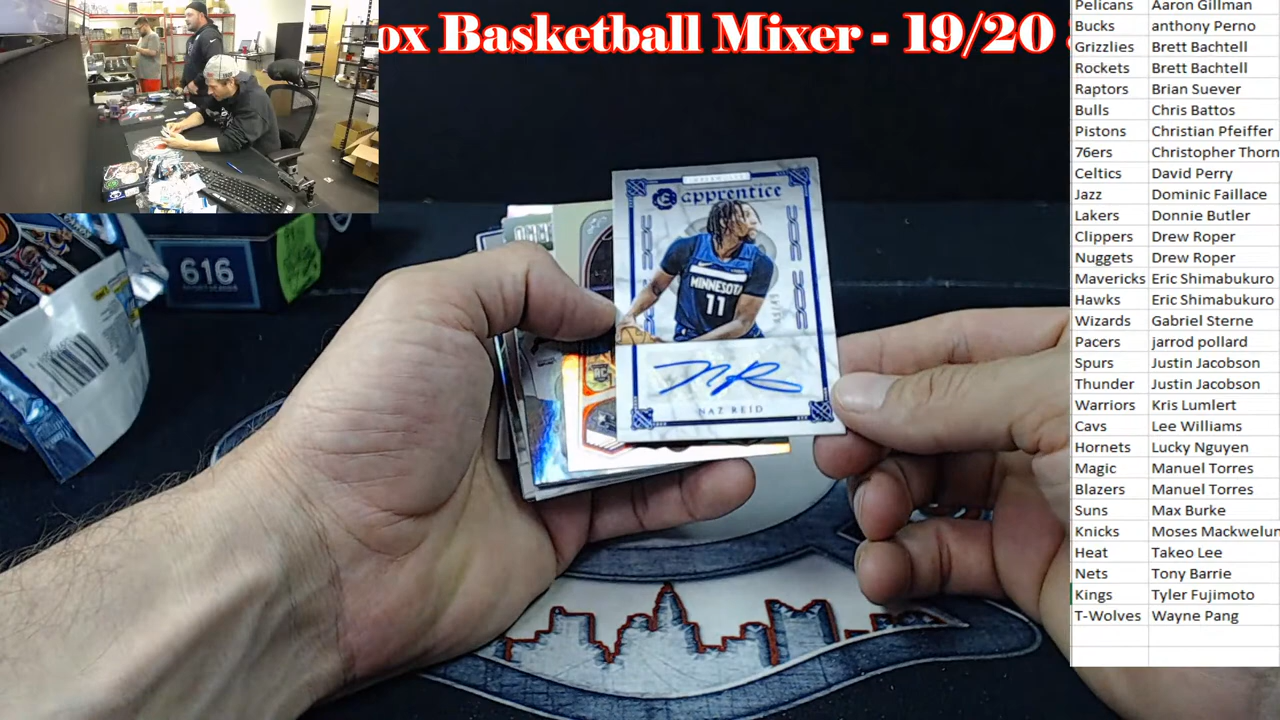 ox Basketball Mixer - 19/20
Pelicans Aaron Gillman
Bucks anthony Perno
Grizzlies Brett Bachtell
Rockets Brett Bachtell
Raptors Brian Suever
Bulls Chris Battos
Pistons Christian Pfeiffer
76ers Christopher Thorn
Celtics David Perry
Jazz Dominic Faillace
Lakers Donnie Butler
Clippers Drew Roper
Nuggets Drew Roper
Mavericks Eric Shimabukuro
Hawks Eric Shimabukuro
Wizards Gabriel Sterne
Pacers jarrod pollard
Spurs Justin Jacobson
Thunder Justin Jacobson
Warriors Kris Lumlert
Cavs Lee Williams
Hornets Lucky Nguyen
Magic Manuel Torres
Blazers Manuel Torres
Suns Max Burke
Knicks Moses Mackwelun
Heat Takeo Lee
Nets Tony Barrie
Kings Tyler Fujimoto
T-Wolves Wayne Pang
616
apprentice
MINNESOTA
11
NAZ REID
RC